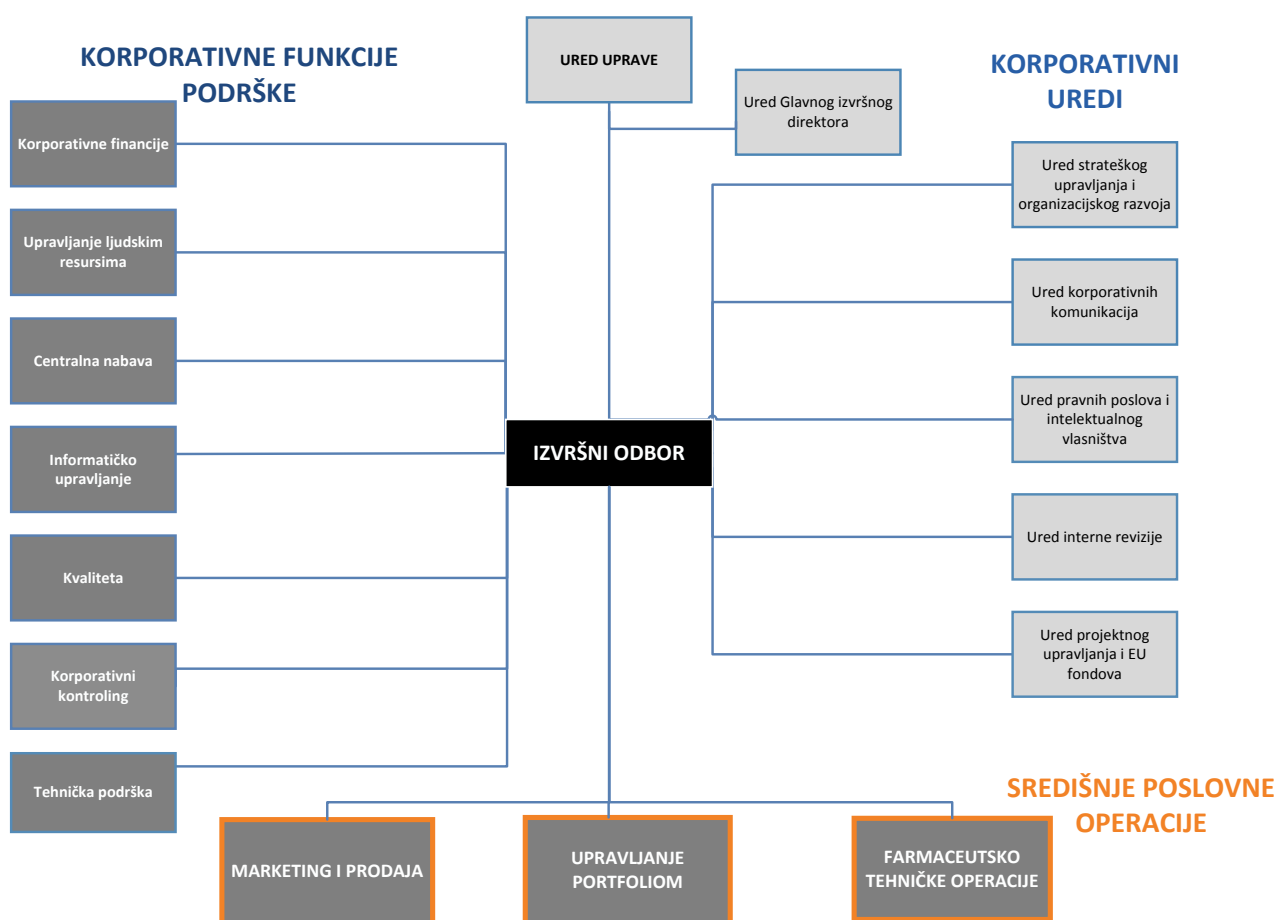 KORPORATIVNE FUNKCIJE
PODRŠKE
URED UPRAVE
Ured Glavnog izvršnog
direktora
KORPORATIVNI
UREDI
Korporativne financije
Upravljanje ljudskim
resursima
Centralna nabava
Informatičko
upravljanje
Kvaliteta
Korporativni
kontroling
Tehnička podrška
IZVRŠNI ODBOR
Ured strateškog
upravljanja i
organizacijskog razvoja
Ured korporativnih
komunikacija
Ured pravnih poslova i
intelektualnog
vlasništva
Ured interne revizije
Ured projektnog
upravljanja i EU
fondova
SREDIŠNJE POSLOVNE
OPERACIJE
MARKETING I PRODAJA
UPRAVLJANJE
PORTFOLIOM
FARMACEUTSKO
TEHNIČKE OPERACIJE